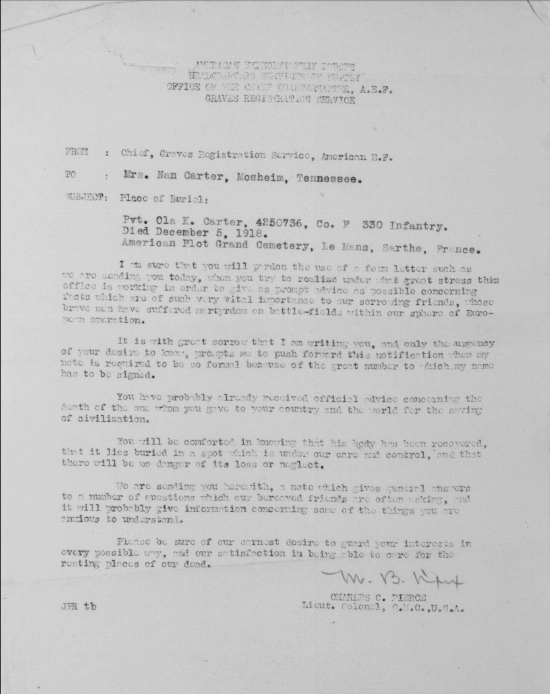 AMERICAN EXPEDITIONARY FORCES
HEADQUARTERS SERVICES OF SUPPLY
OFFICE OF THE CHIEF QUARTERMASTER, A.E.F.
GRAVES REGISTRATION SERVICE
FROM : Chief, Graves Registration Service, American E.F.
TO : Mrs. Nan Carter, Mosheim, Tennessee.
SUBJECT: Place of Burial:
Pvt. Cla K. Carter, 4250736, Co. F 330 Infantry.
Died December 5, 1918.
American Plot Grand Cemetery, Le Mans, Sarthe, France.
I am sure that you will pardon the use of a form letter such as
we are sending you today, when you try to realize under what great stress this
office is working in order to give as prompt advice as possible concerning
facts which are of such very vital importance to our sorrowing friends, whose
brave men have suffered martyrdom on battle-fields within our sphere of Euro-
pean operation.
It is with great sorrow that I am writing you, and only the urgency
of your desire to know, prompts me to push forward this notification when my
note is required to be so formal because of the great number to which my name
has to be signed.
You have probably already received official advice concerning the
death of the one whom you gave to your country and the world for the saving
of civilization.
You will be comforted in knowing that his body has been recovered,
that it lies buried in a spot which is under our care and control, and that
there will be no danger of its loss or neglect.
We are sending you herewith, a note which gives general answers
to a number of questions which our bereaved friends are often asking, and
it will probably give information concerning some of the things you are
anxious to understand.
Please be sure of our earnest desire to guard your interests in
every possible way, and our satisfaction in being able to care for the
resting places of our dead.
M. B.
CHARLES C. PIERCE
Lieut. Colonel, Q.M.C., U.S.A.
JFR tb